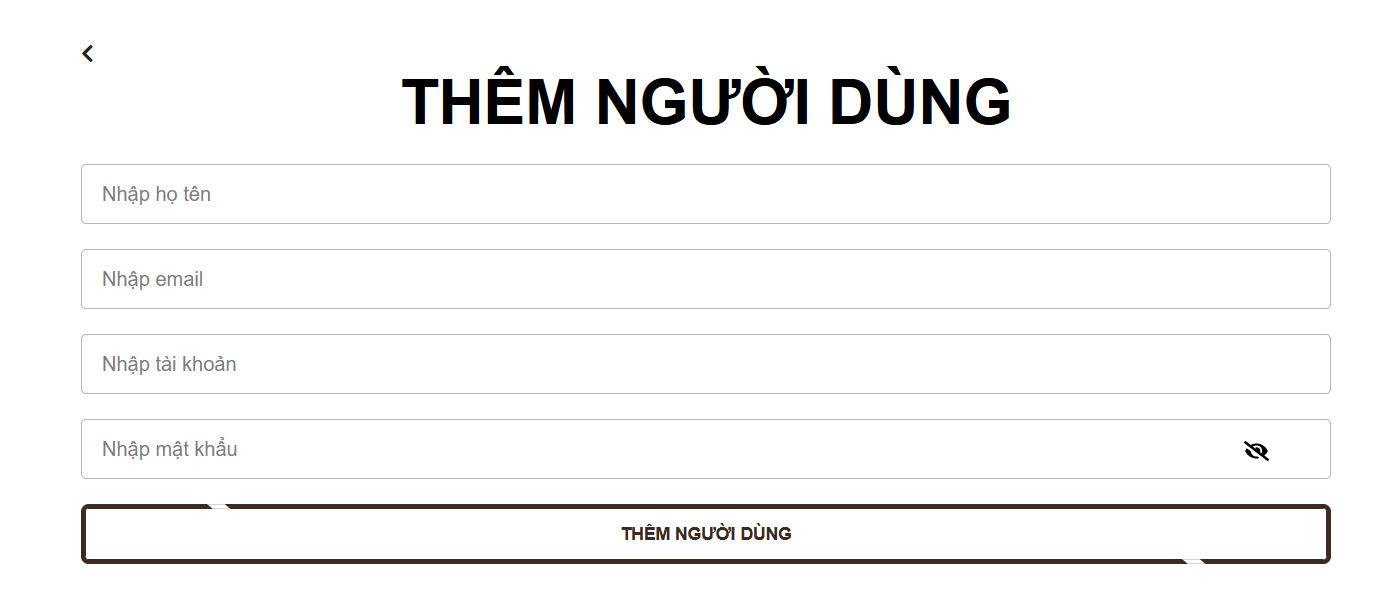 THÊM NGƯỜI DÙNG
Nhập họ tên
Nhập email
Nhập tài khoản
Nhập mật khẩu
THÊM NGƯỜI DÙNG